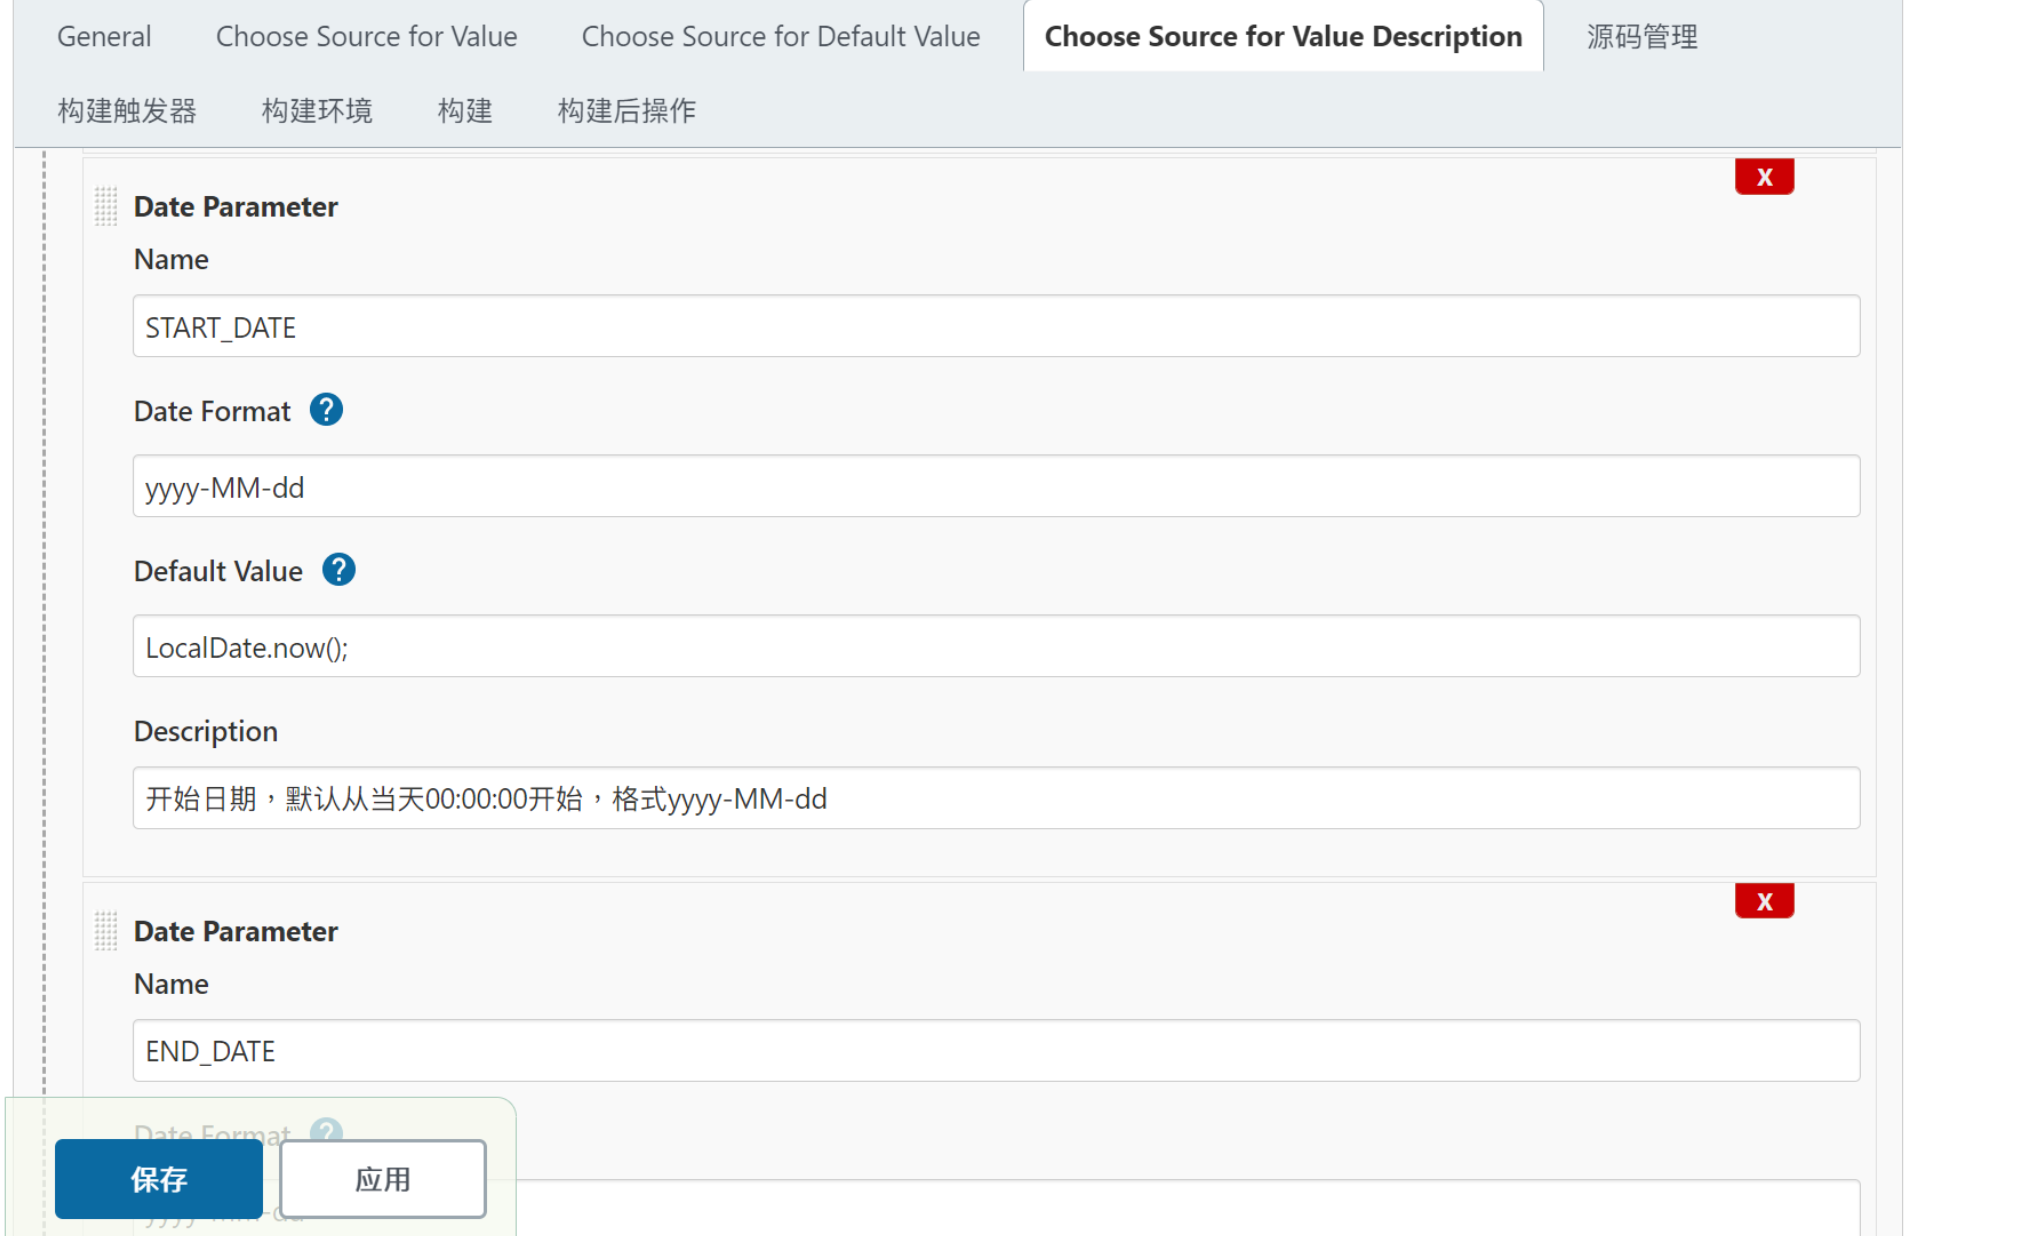 General Choose Source for Value Choose Source for Default Value Choose Source for Value Description 源码管理
构建触发器 构建环境 构建 构建后操作
X
Date Parameter
Name
START_DATE
Date Format ?
yyyy-MM-dd
Default Value ?
LocalDate.now();
Description
开始日期，默认从当天00:00:00开始，格式yyyy-MM-dd
X
Date Parameter
Name
END_DATE
Date Format ?
保存 应用
yyyy-MM-dd